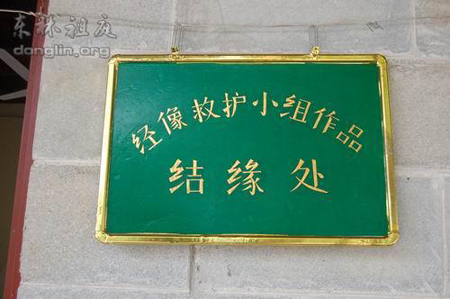 东林祖庭
donglin.org
经像救护小组作品
结缘处